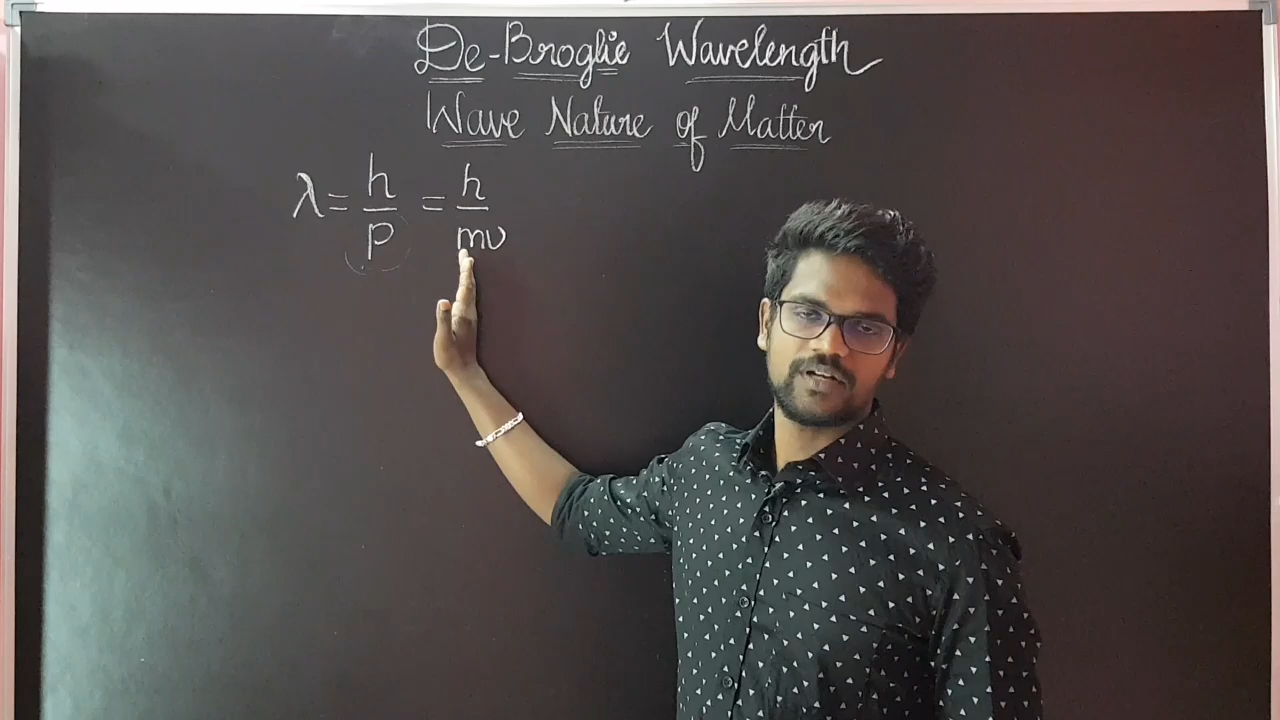 De-Broglie Wavelength
Wave Nature of Matter
λ = h/p = h/mv